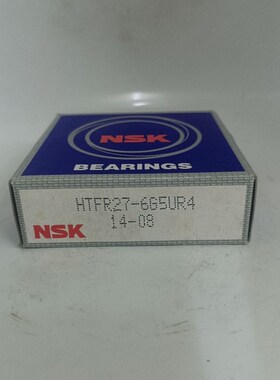 NSK
BEARINGS
HTFR27-6G5UR4
14-08
NSK